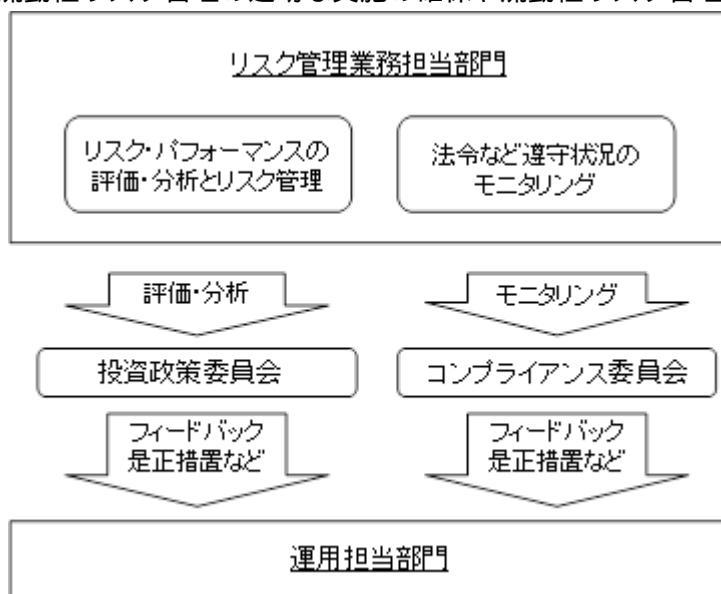 リスク管理業務担当部門
リスク・パフォーマンスの
評価・分析とリスク管理
法令など遵守状況の
モニタリング
評価・分析
モニタリング
投資政策委員会
コンプライアンス委員会
フィードバック
是正措置など
フィードバック
是正措置など
運用担当部門